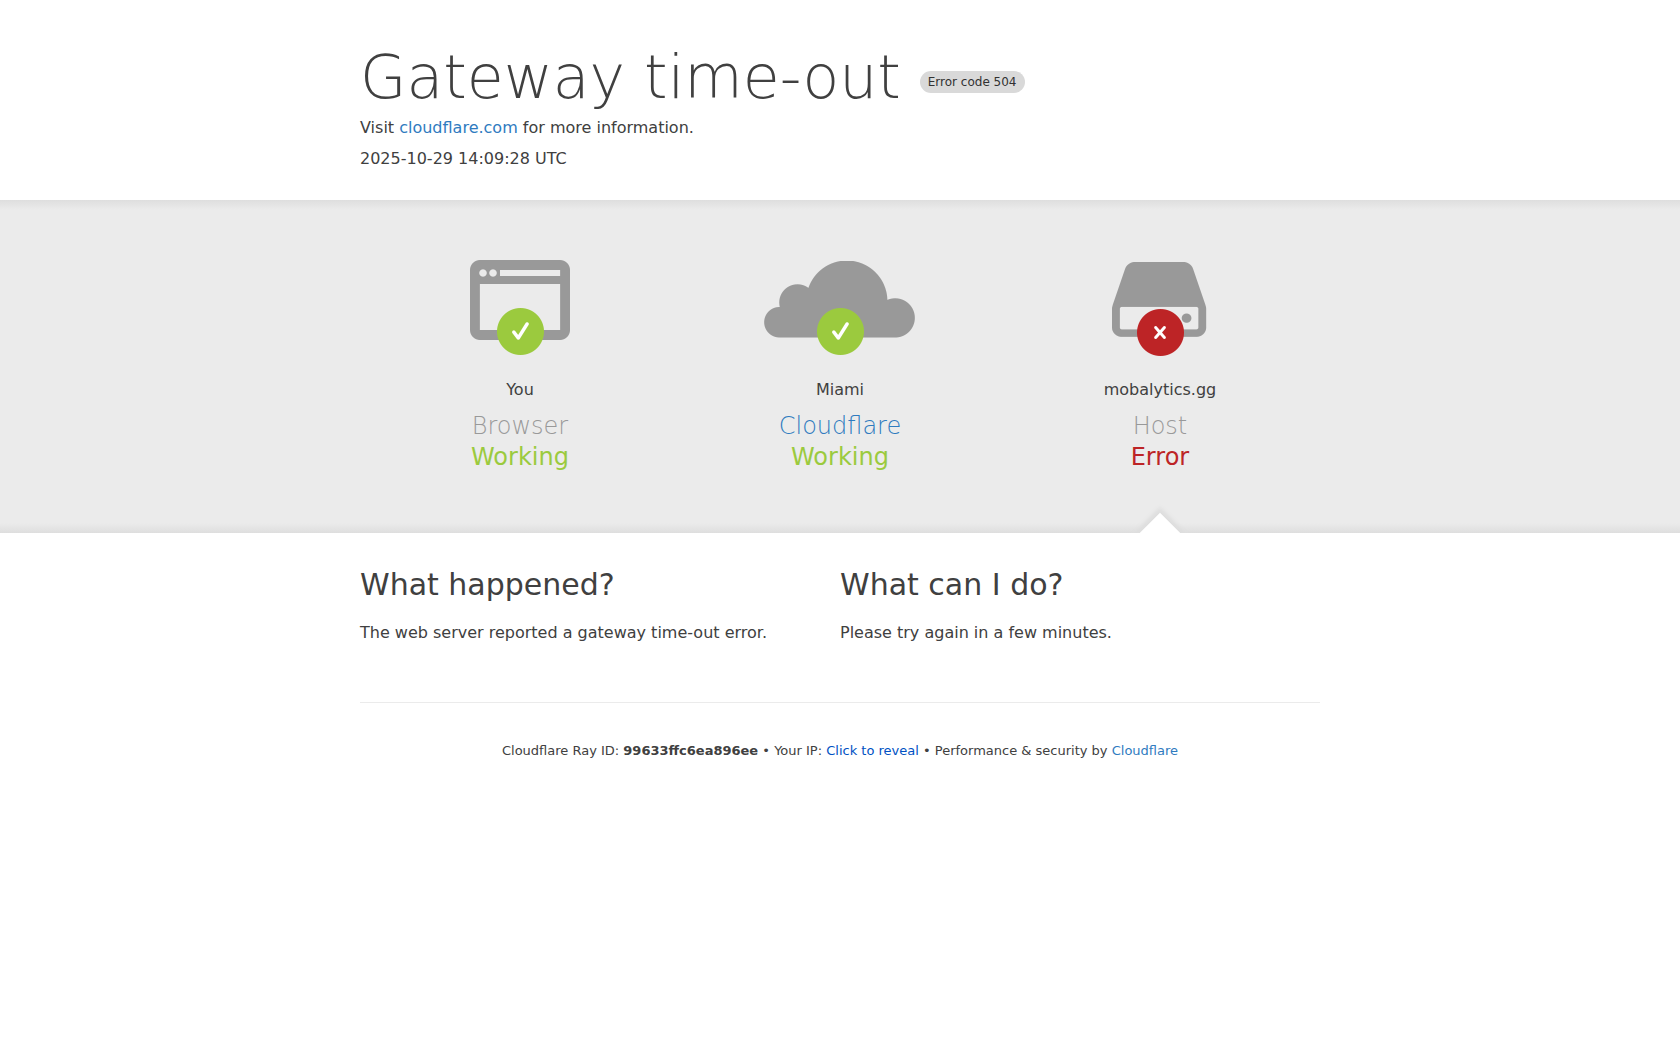 Gateway time-out Error code 504
Visit cloudflare.com for more information.
2025-10-29 14:09:28 UTC
You
Browser
Working
Miami
Cloudflare
Working
mobalytics.gg
Host
Error
What happened?
The web server reported a gateway time-out error.
What can I do?
Please try again in a few minutes.
Cloudflare Ray ID: 99633ffc6ea896ee • Your IP: Click to reveal • Performance & security by Cloudflare